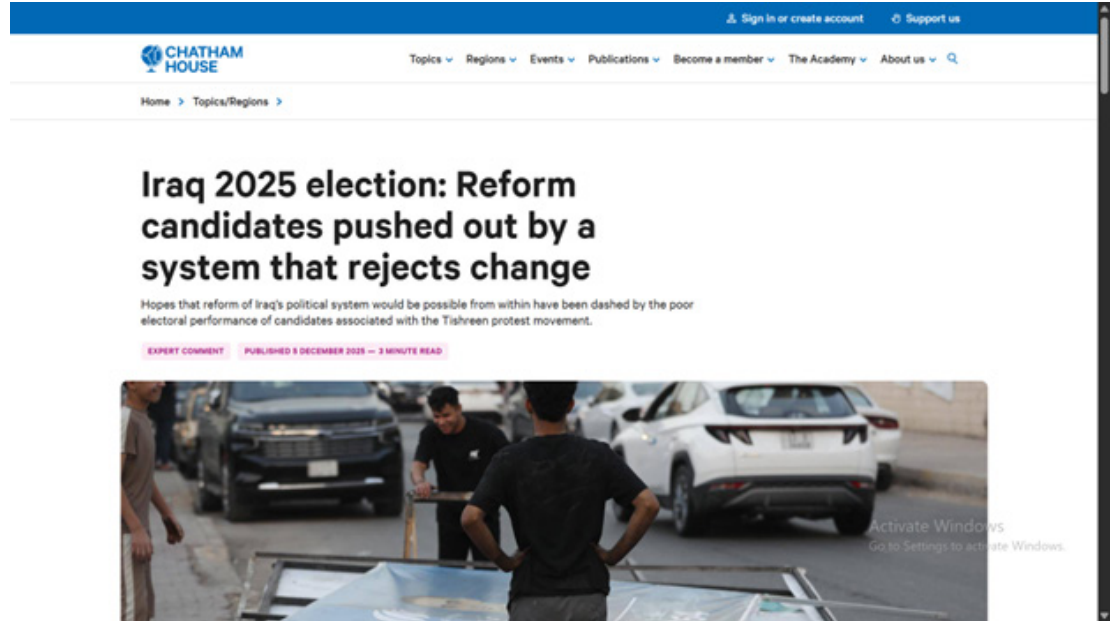 Sign in or create account Support us
CHATHAM
HOUSE
Topics Regions Events Publications Become a member The Academy About us
Home > Topics/Regions >
Iraq 2025 election: Reform
candidates pushed out by a
system that rejects change
Hopes that reform of Iraq's political system would be possible from within have been dashed by the poor
electoral performance of candidates associated with the Tishreen protest movement.
EXPERT COMMENT PUBLISHED 5 DECEMBER 2025 — 3 MINUTE READ
Activate Windows
Go to Settings to activate Windows.